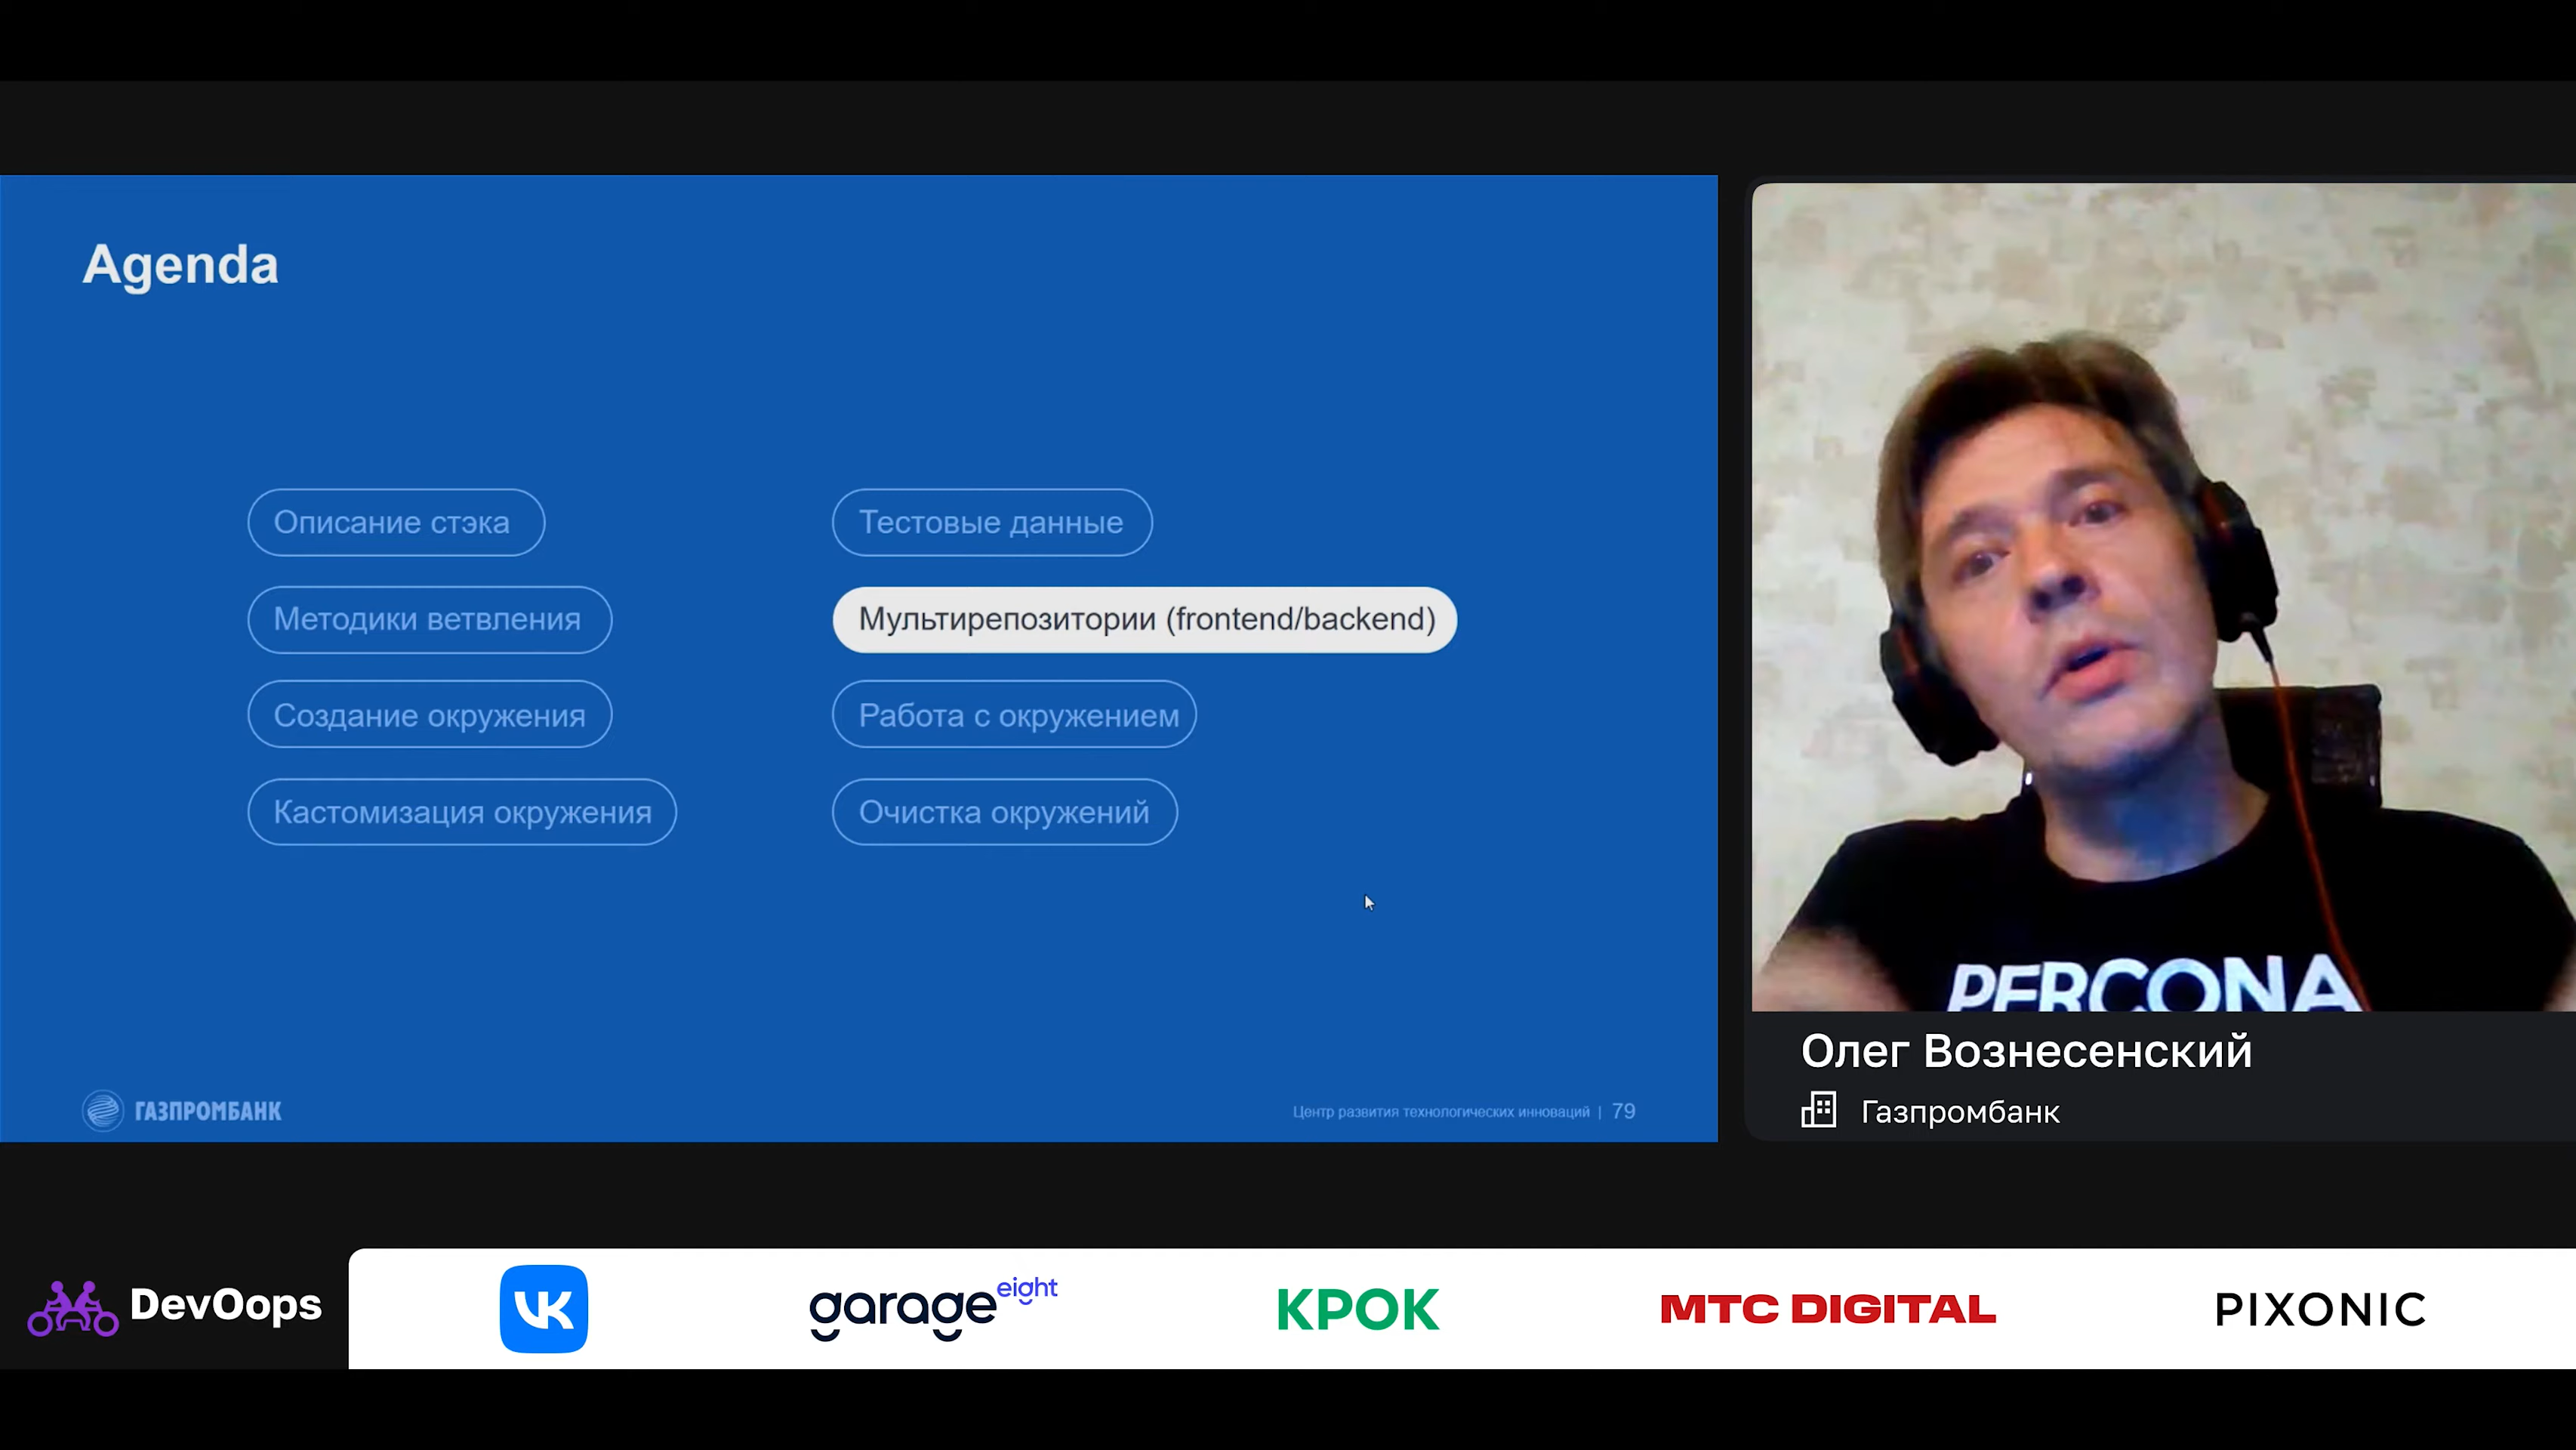 Agenda
Описание стэка
Методики ветвления
Создание окружения
Кастомизация окружения
Тестовые данные
Мультирепозитории (frontend/backend)
Работа с окружением
Очистка окружений
ГАЗПРОМБАНК
Центр развития технологических инноваций | 79
PERCONA
Олег Вознесенский
Газпромбанк
DevOops
VK
garage eight
КРОК
МТС DIGITAL
PIXONIC